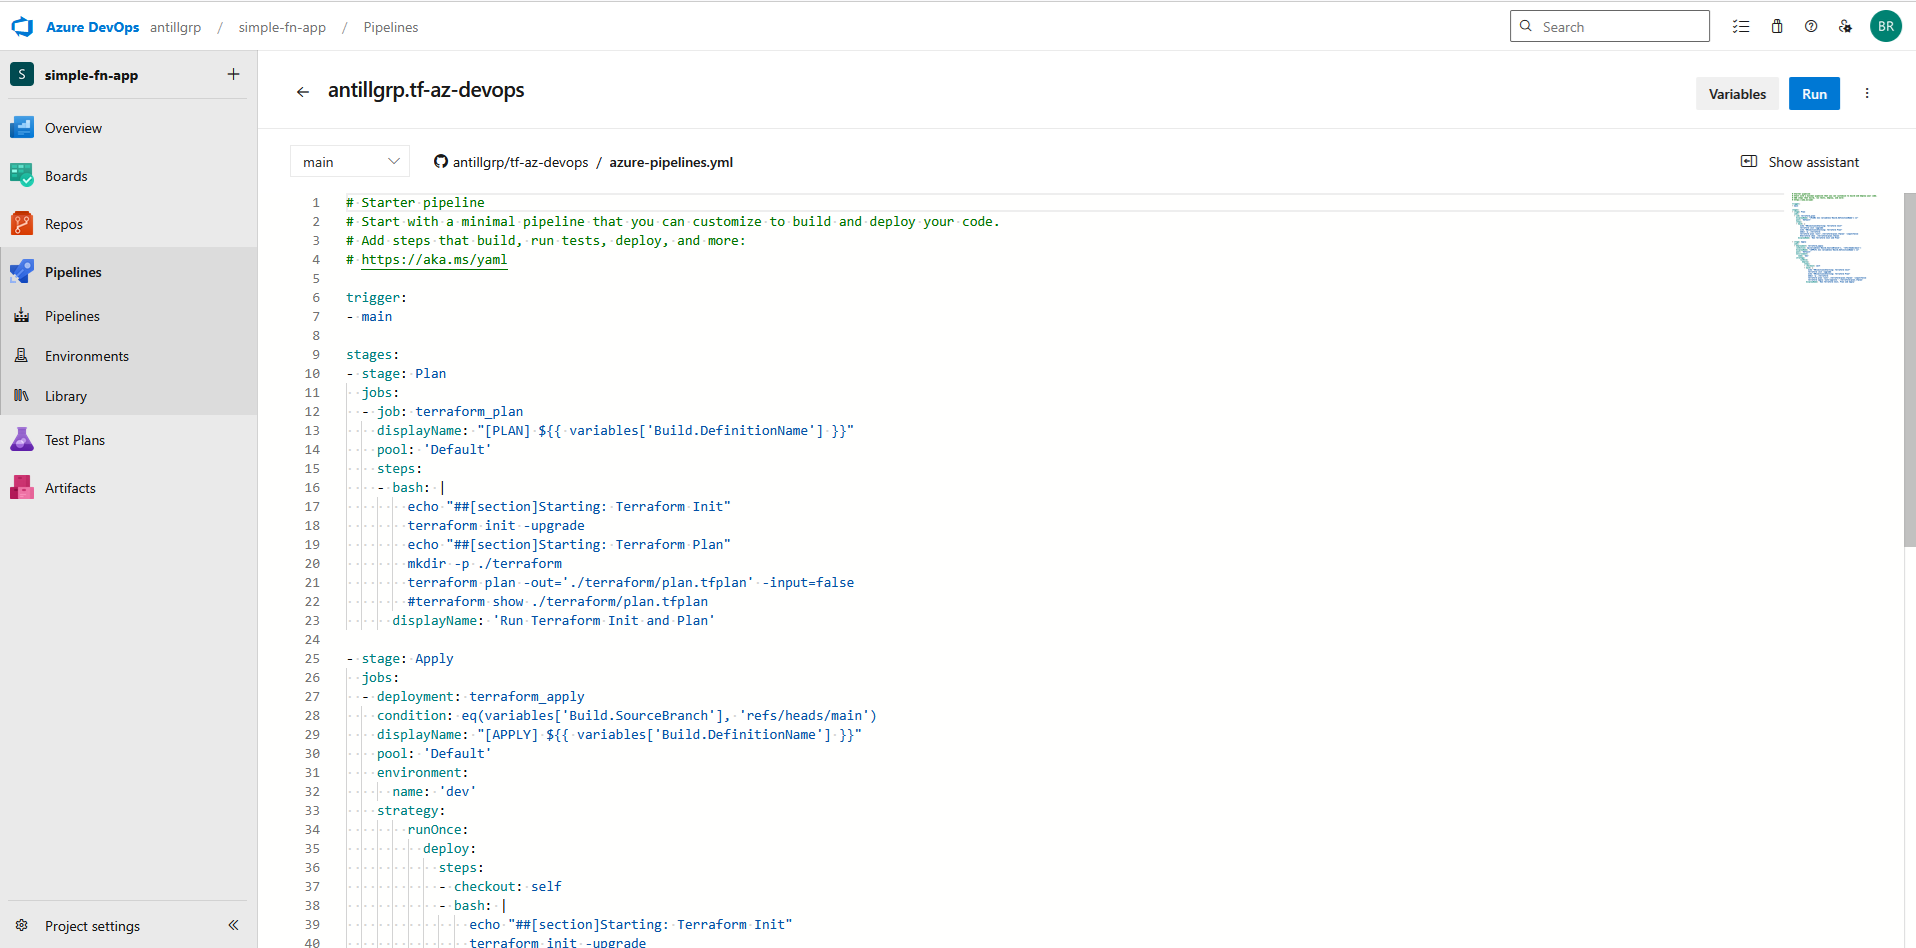 Azure DevOps antillgrp / simple-fn-app / Pipelines
Search
BR
S simple-fn-app +
Overview
Boards
Repos
Pipelines
Pipelines
Environments
Library
Test Plans
Artifacts
Project settings
antillgrp.tf-az-devops
Variables
Run
main
antillgrp/tf-az-devops / azure-pipelines.yml
Show assistant
1 # Starter pipeline
2 # Start with a minimal pipeline that you can customize to build and deploy your code.
3 # Add steps that build, run tests, deploy, and more:
4 # https://aka.ms/yaml
5
6 trigger:
7 - main
8
9 stages:
10 - stage: Plan
11   jobs:
12   - job: terraform_plan
13     displayName: "[PLAN] ${{ variables['Build.DefinitionName'] }}"
14     pool: 'Default'
15     steps:
16     - bash: |
17         echo "##[section]Starting: Terraform Init"
18         terraform init -upgrade
19         echo "##[section]Starting: Terraform Plan"
20         mkdir -p ./terraform
21         terraform plan -out='./terraform/plan.tfplan' -input=false
22         #terraform show ./terraform/plan.tfplan
23       displayName: 'Run Terraform Init and Plan'
24
25 - stage: Apply
26   jobs:
27   - deployment: terraform_apply
28     condition: eq(variables['Build.SourceBranch'], 'refs/heads/main')
29     displayName: "[APPLY] ${{ variables['Build.DefinitionName'] }}"
30     pool: 'Default'
31     environment:
32       name: 'dev'
33     strategy:
34         runOnce:
35           deploy:
36             steps:
37             - checkout: self
38             - bash: |
39                 echo "##[section]Starting: Terraform Init"
40                 terraform init -upgrade